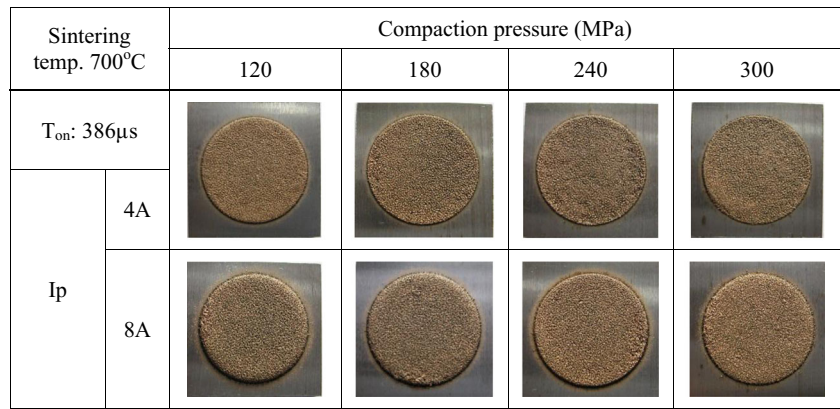 Sintering
temp. 700°C
Compaction pressure (MPa)
120
180
240
300
Tₒₙ: 386µs
Ip
4A
8A